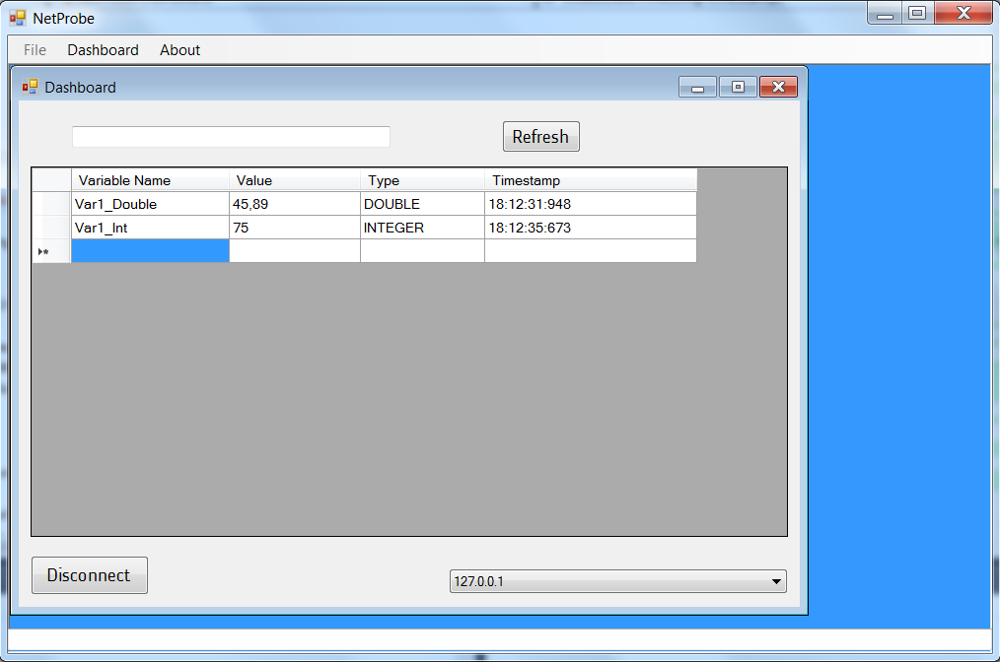 NetProbe
File Dashboard About
Dashboard
Refresh
Variable Name Value Type Timestamp
Var1_Double 45,89 DOUBLE 18:12:31:948
Var1_Int 75 INTEGER 18:12:35:673
Disconnect
127.0.0.1